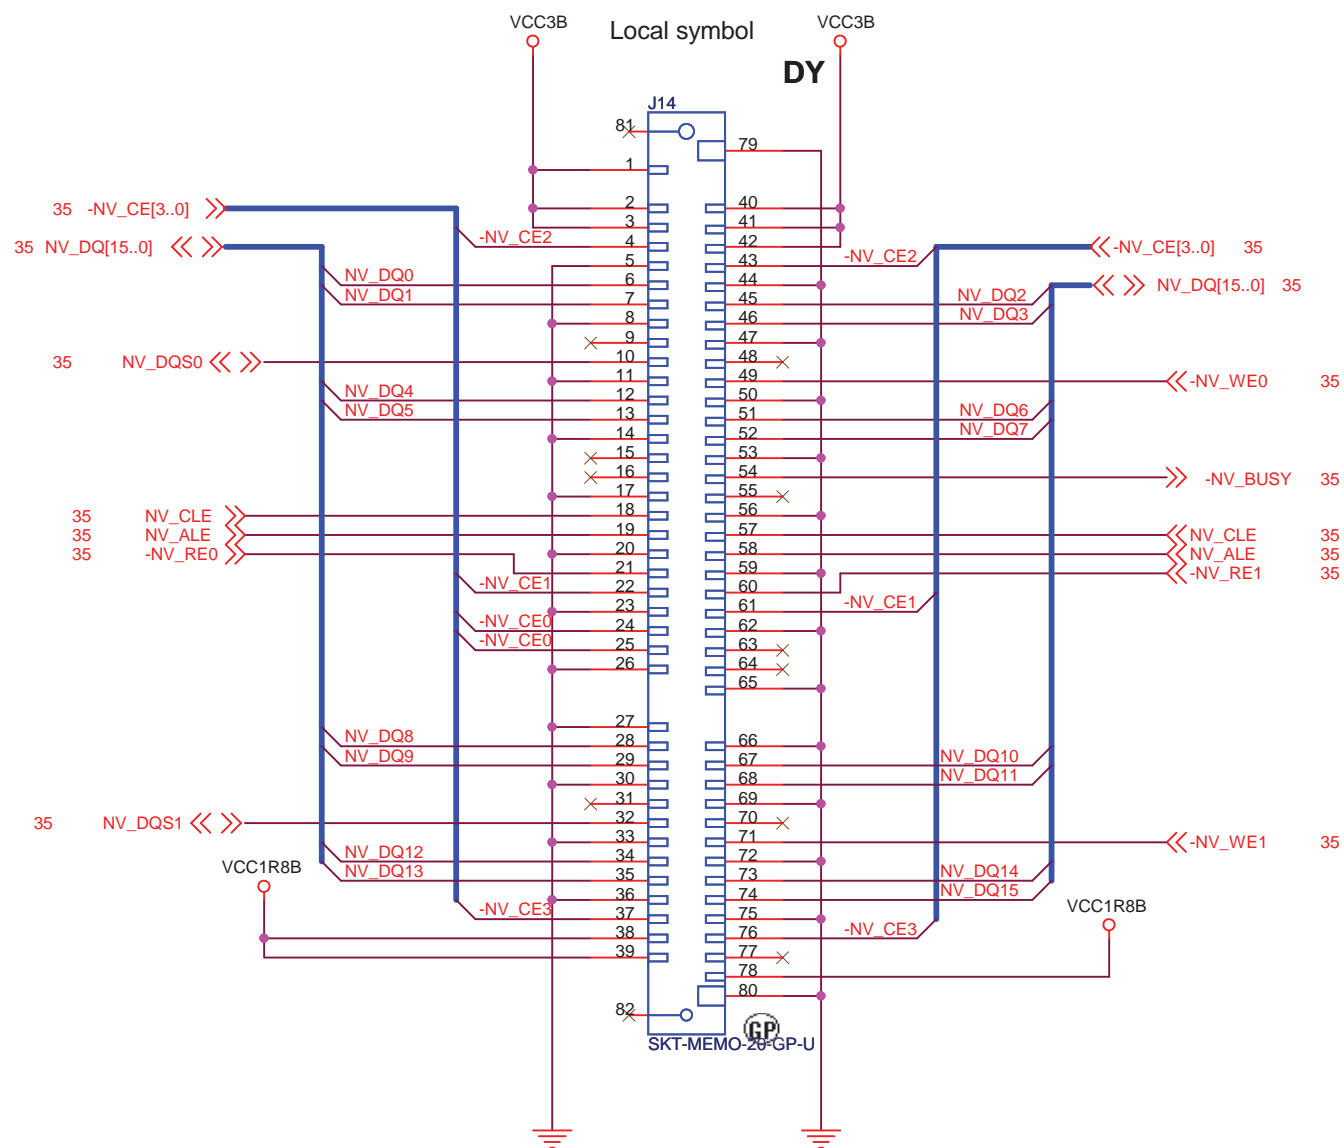 VCC3B Local symbol VCC3B
DY
J14
81
79
1
35 -NV_CE[3..0] 2 40
3 41
-NV_CE2 4 42
35 NV_DQ[15..0] -NV_CE[3..0] 35
5 43 -NV_CE2
NV_DQ0 6 44
NV_DQ[15..0] 35
NV_DQ1 7 45 NV_DQ2
8 46 NV_DQ3
9 47
35 NV_DQS0 10 48
11 49 -NV_WE0 35
NV_DQ4 12 50
NV_DQ5 13 51 NV_DQ6
14 52 NV_DQ7
15 53
16 54 -NV_BUSY 35
17 55
35 NV_CLE 18 56
35 NV_ALE 19 57 NV_CLE 35
35 -NV_RE0 20 58 NV_ALE 35
21 59 -NV_RE1 35
-NV_CE1 22 60
23 61 -NV_CE1
-NV_CE0 24 62
-NV_CE0 25 63
26 64
65
27
NV_DQ8 28 66
NV_DQ9 29 67 NV_DQ10
30 68 NV_DQ11
31 69
35 NV_DQS1 32 70
33 71 -NV_WE1 35
NV_DQ12 34 72
NV_DQ13 35 73 NV_DQ14
VCC1R8B
36 74 NV_DQ15
-NV_CE3 37 75
VCC1R8B
38 76 -NV_CE3
39 77
78
80
82
GP
SKT-MEMO-20-GP-U